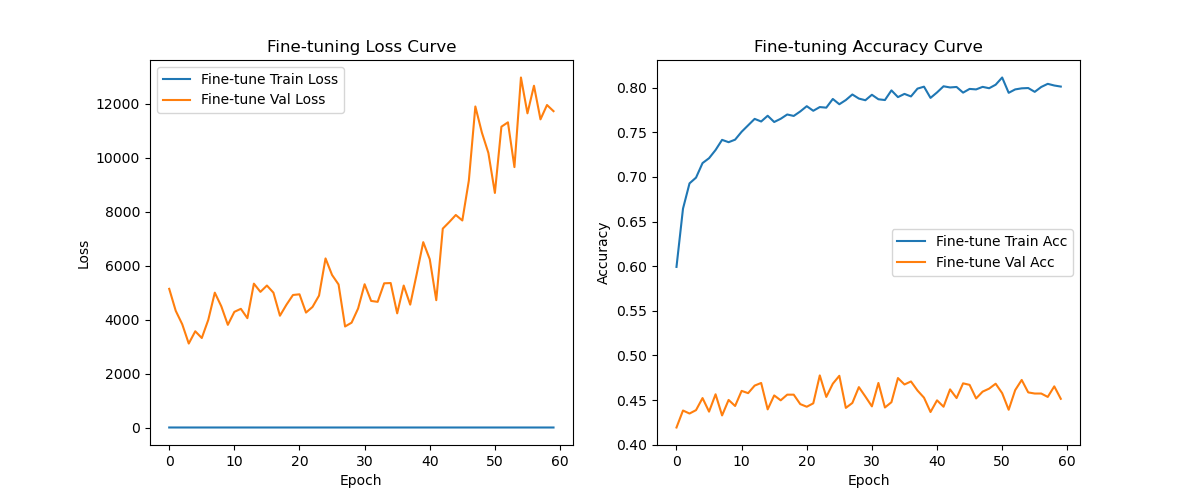 Fine-tuning Loss Curve
Fine-tune Train Loss
Fine-tune Val Loss
12000
10000
8000
6000
4000
2000
0
Loss
0 10 20 30 40 50 60
Epoch
Fine-tuning Accuracy Curve
0.80
0.75
0.70
0.65
0.60
0.55
0.50
0.45
0.40
Accuracy
Fine-tune Train Acc
Fine-tune Val Acc
0 10 20 30 40 50 60
Epoch